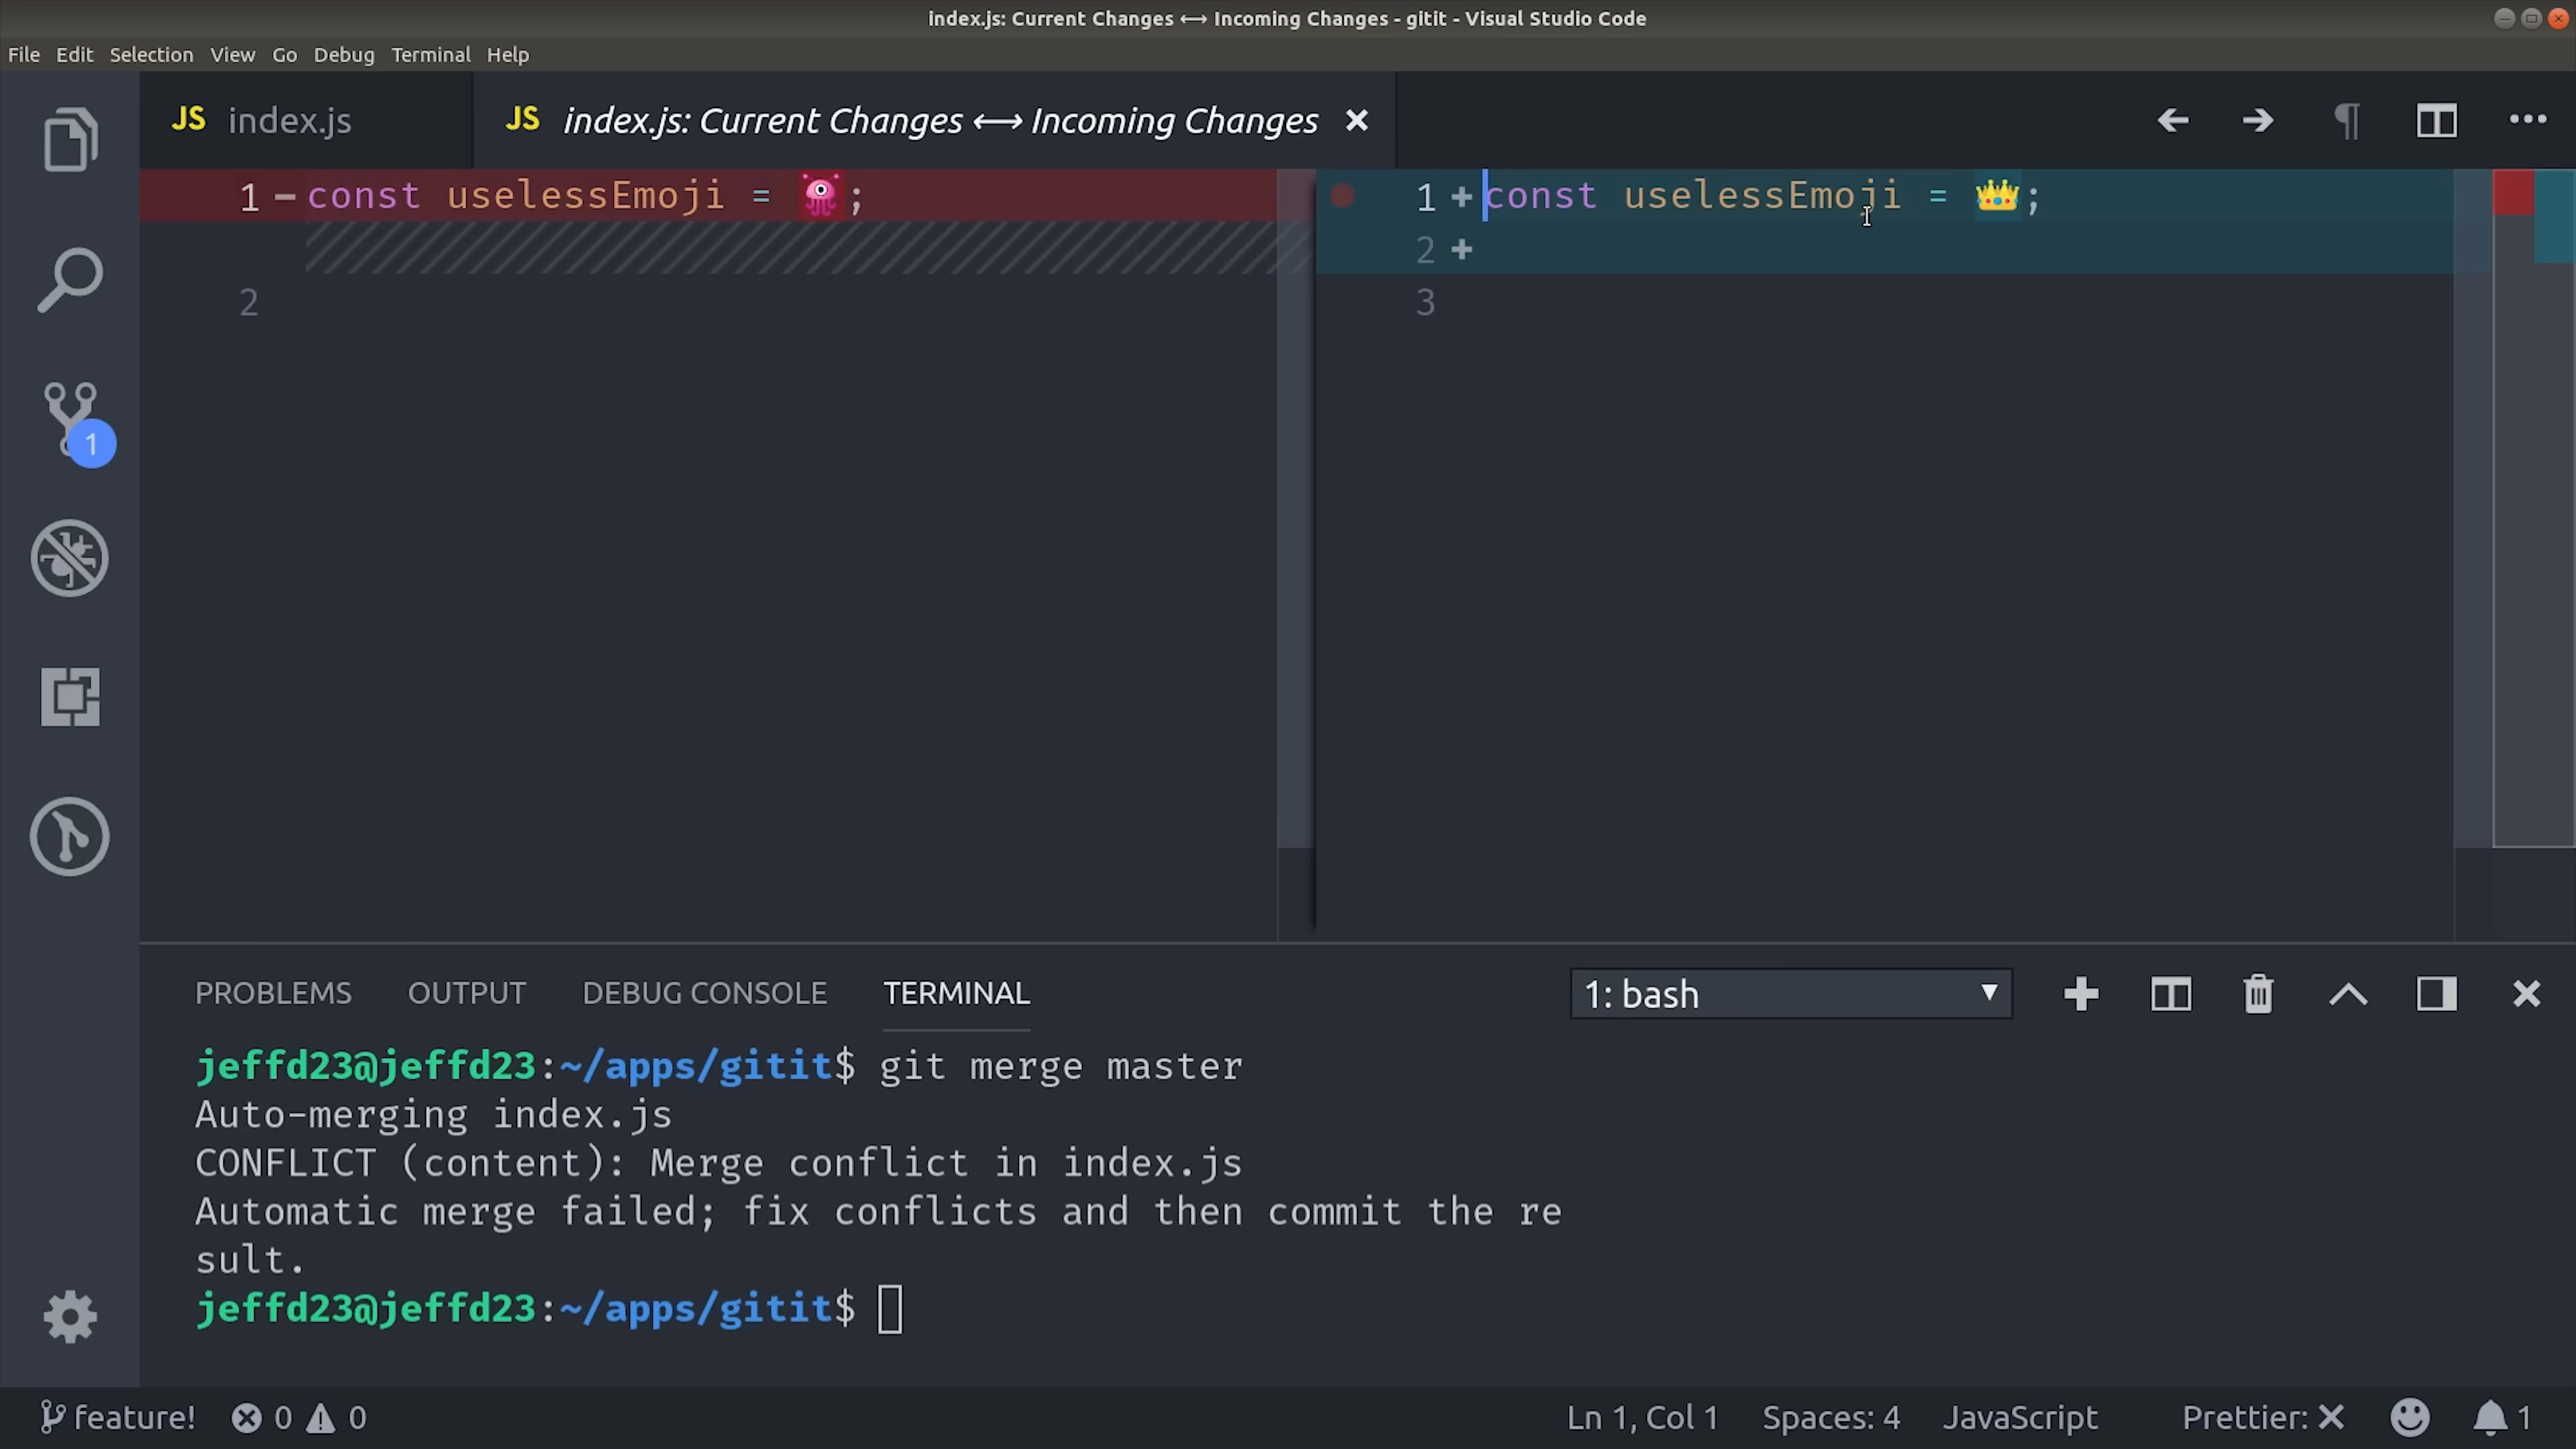 index.js: Current Changes ⟷ Incoming Changes - gitit - Visual Studio Code
File Edit Selection View Go Debug Terminal Help
JS index.js
JS index.js: Current Changes ⟷ Incoming Changes
1 – const uselessEmoji = 👾;
2
1 + const uselessEmoji = 👑;
2 +
3
1
PROBLEMS OUTPUT DEBUG CONSOLE TERMINAL
1: bash
jeffd23@jeffd23:~/apps/gitit$ git merge master
Auto-merging index.js
CONFLICT (content): Merge conflict in index.js
Automatic merge failed; fix conflicts and then commit the re
sult.
jeffd23@jeffd23:~/apps/gitit$
feature! 0 0 Ln 1, Col 1 Spaces: 4 JavaScript Prettier: ✕ 1